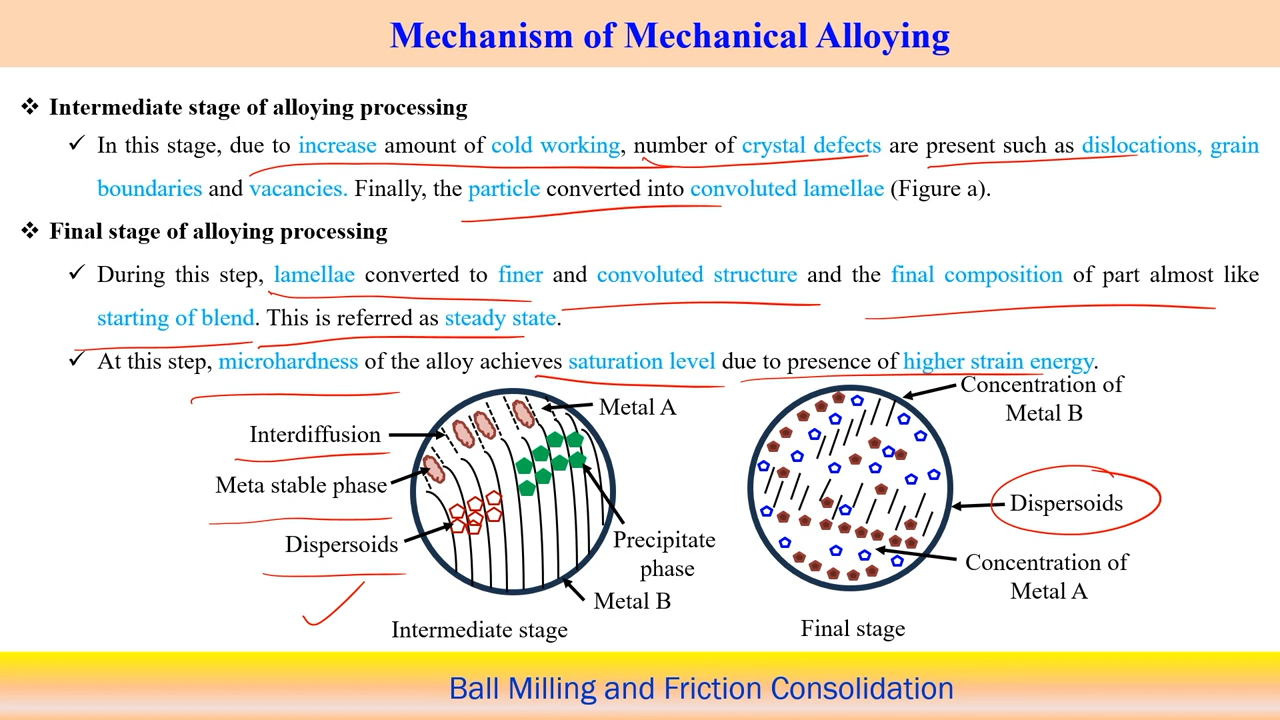 Mechanism of Mechanical Alloying
❖ Intermediate stage of alloying processing
✓ In this stage, due to increase amount of cold working, number of crystal defects are present such as dislocations, grain
boundaries and vacancies. Finally, the particle converted into convoluted lamellae (Figure a).
❖ Final stage of alloying processing
✓ During this step, lamellae converted to finer and convoluted structure and the final composition of part almost like
starting of blend. This is referred as steady state.
✓ At this step, microhardness of the alloy achieves saturation level due to presence of higher strain energy.
Metal A
Interdiffusion
Meta stable phase
Dispersoids
Precipitate
phase
Metal B
Intermediate stage
Concentration of
Metal B
Dispersoids
Concentration of
Metal A
Final stage
Ball Milling and Friction Consolidation